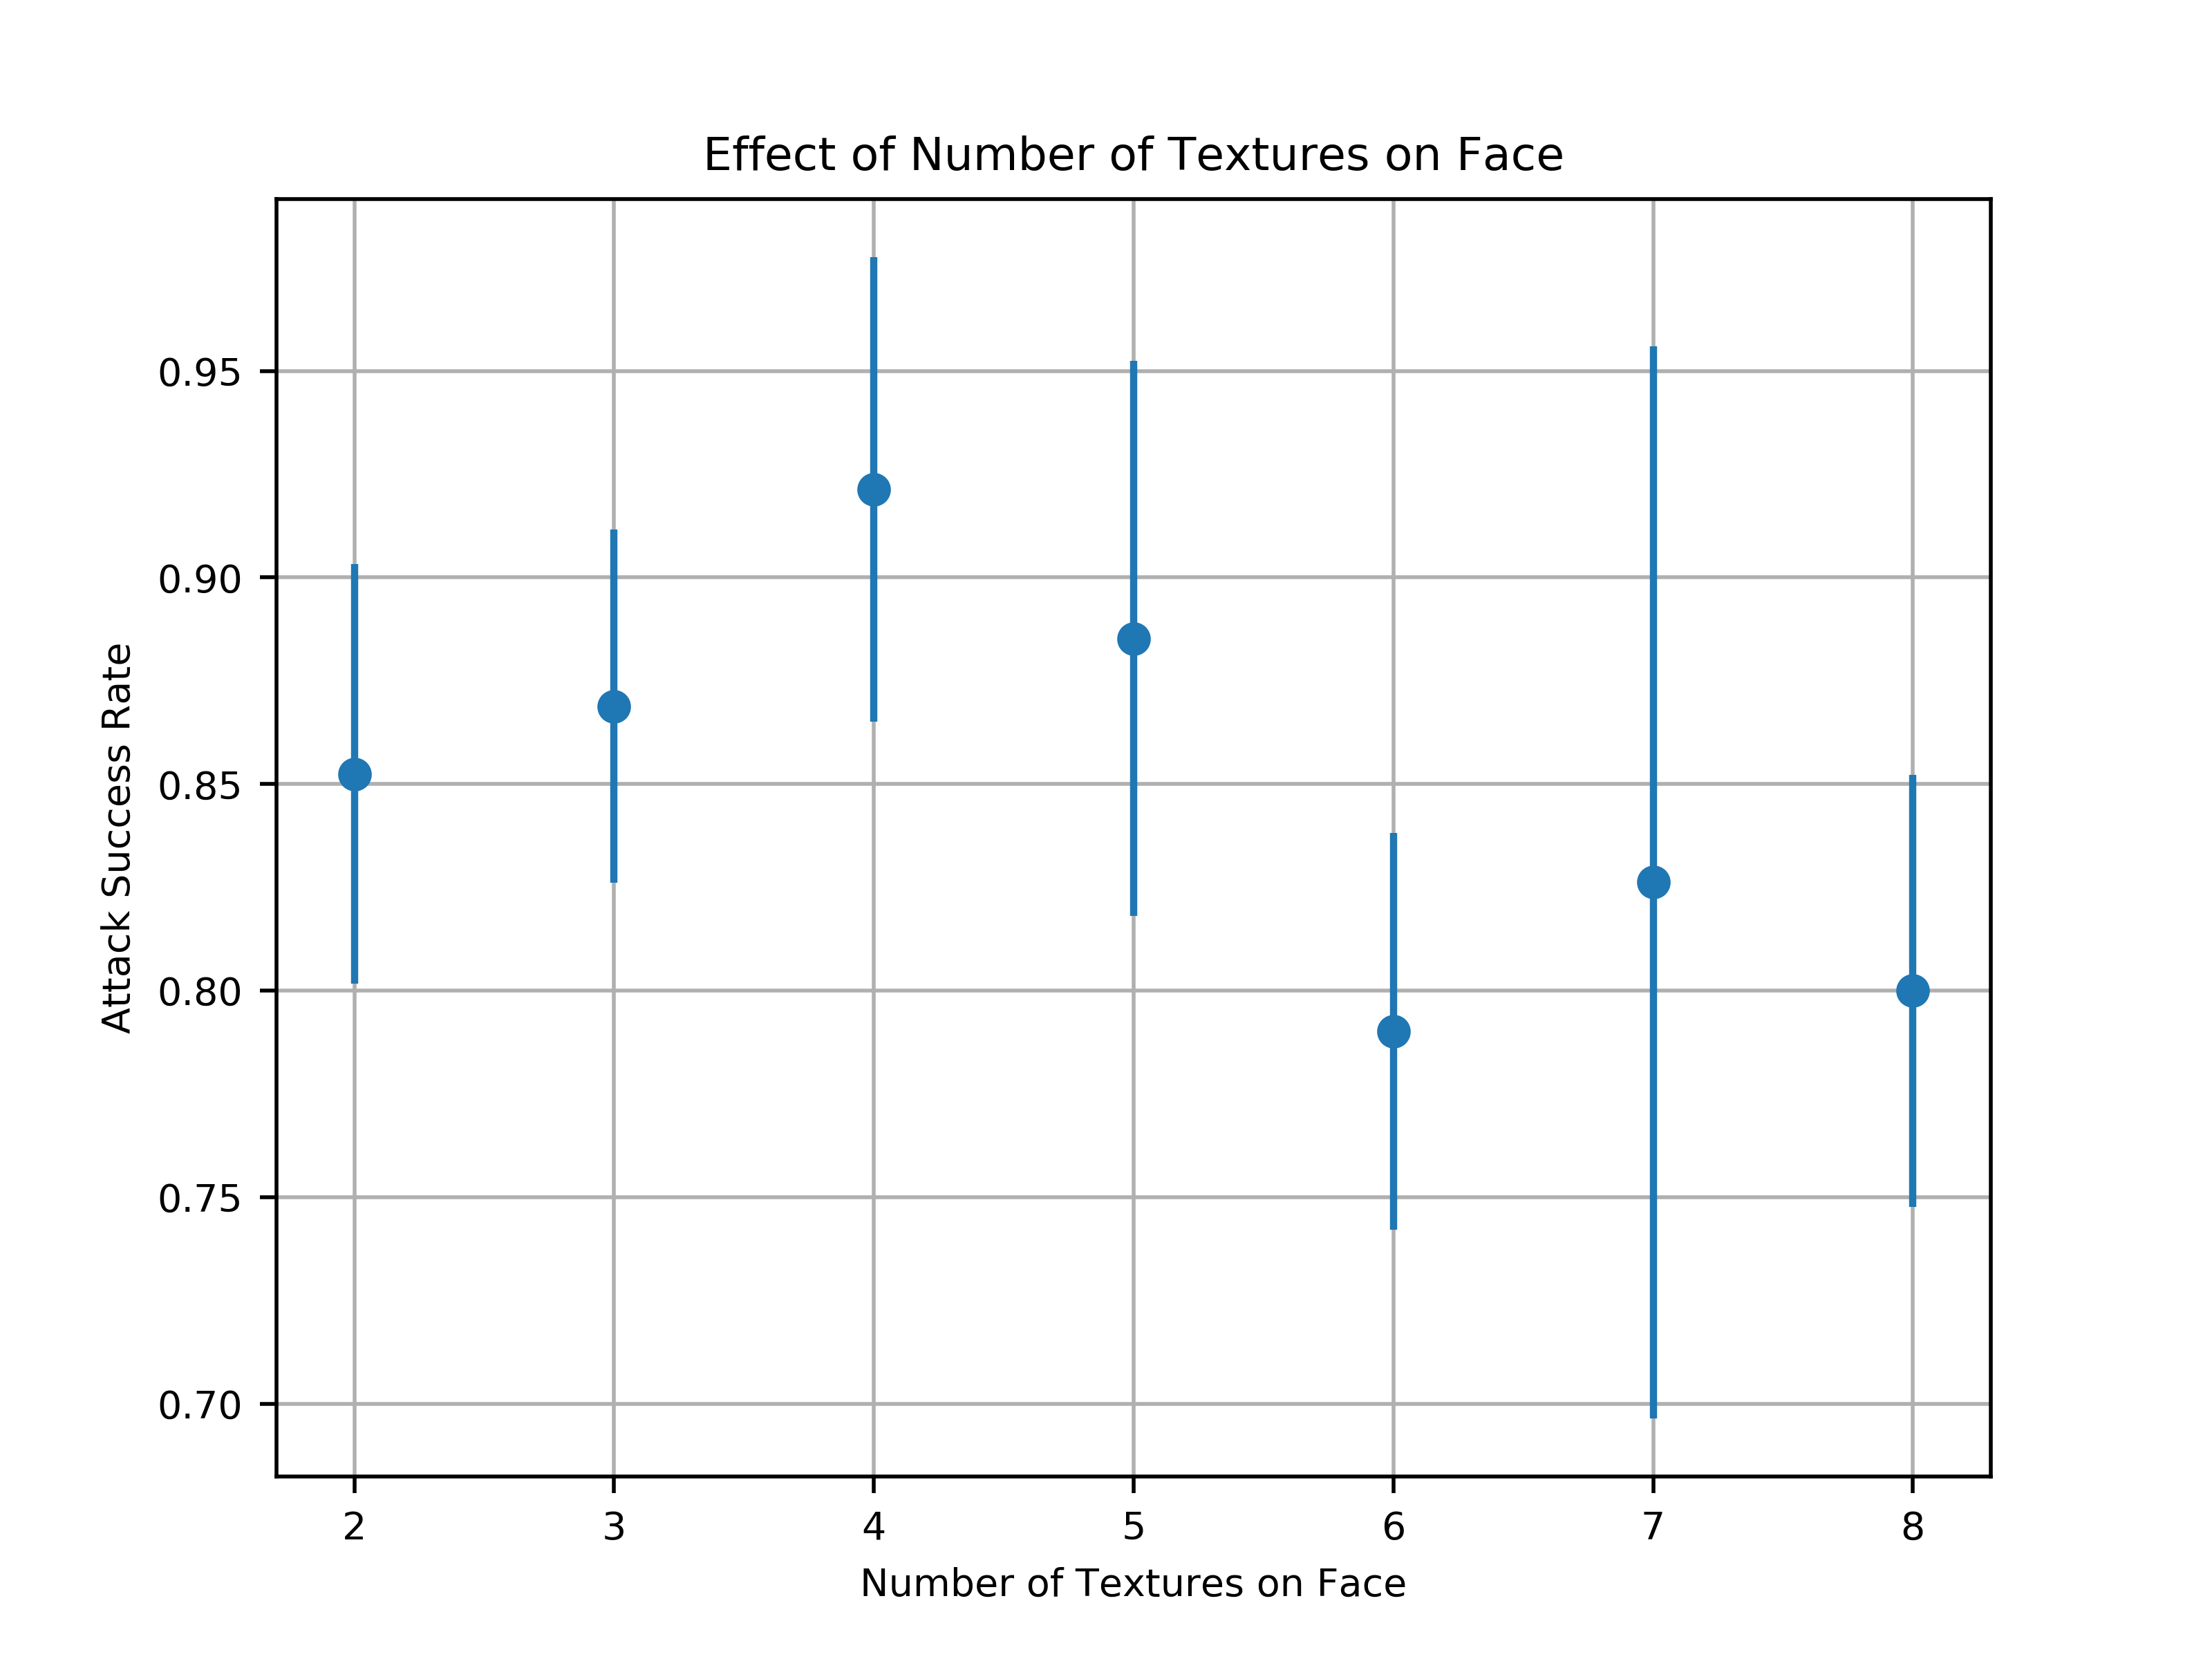 Effect of Number of Textures on Face
Attack Success Rate
0.95
0.90
0.85
0.80
0.75
0.70
2 3 4 5 6 7 8
Number of Textures on Face